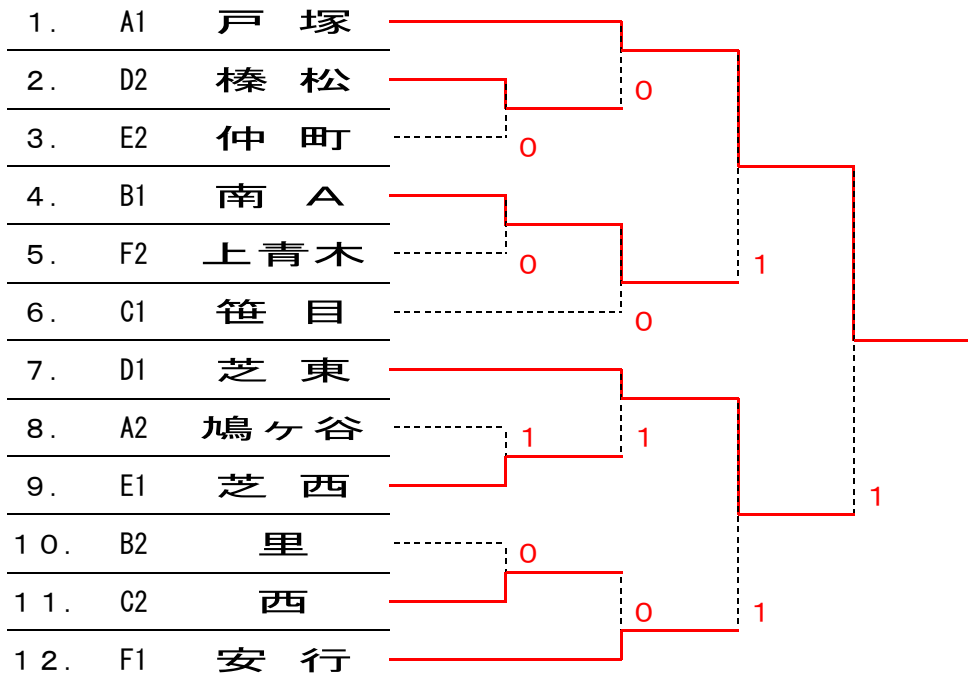 １． A1 戸 塚
２． D2 榛 松
0
３． E2 仲 町
0
４． B1 南 A
５． F2 上青木
0
1
６． C1 笹 目
0
７． D1 芝 東
８． A2 鳩ヶ谷
1
1
９． E1 芝 西
1
１０． B2 里
0
１１． C2 西
0
1
１２． F1 安 行